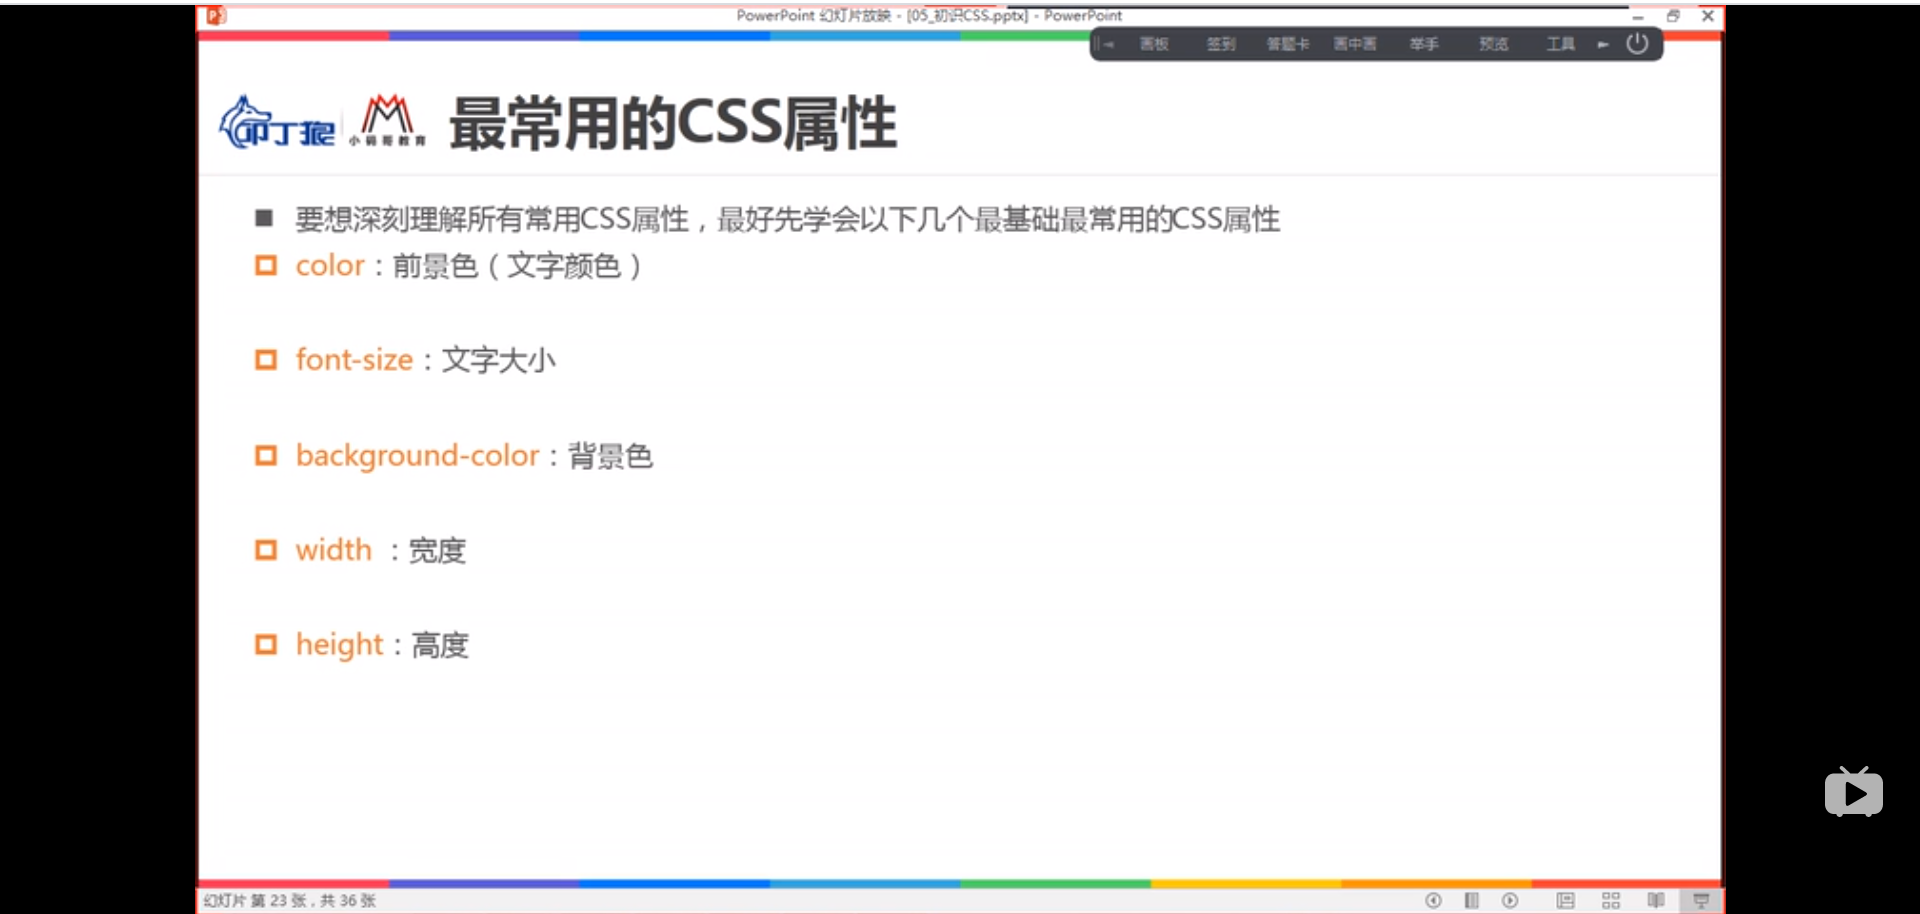 PowerPoint 幻灯片放映 - [05_初识CSS.pptx] - PowerPoint
画板 签到 答题卡 画中画 举手 预览 工具
叩丁狼 小码哥教育 最常用的CSS属性
要想深刻理解所有常用CSS属性，最好先学会以下几个最基础最常用的CSS属性
color：前景色（文字颜色）
font-size：文字大小
background-color：背景色
width ：宽度
height：高度
幻灯片 第 23 张，共 36 张